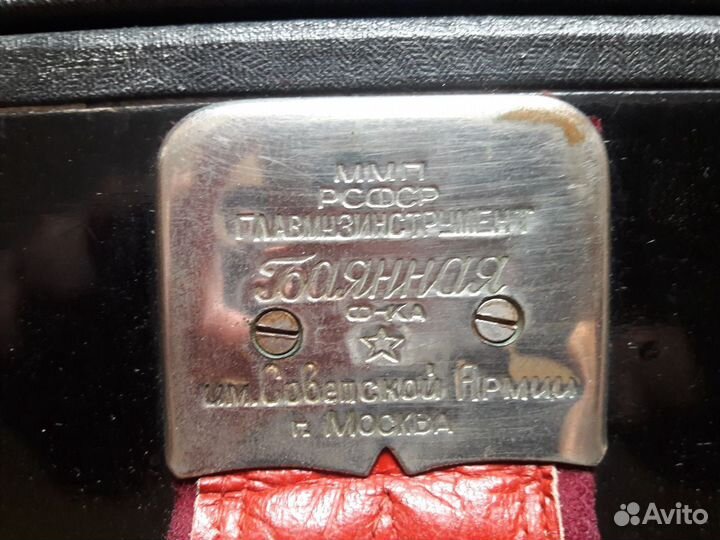 ММП
РСФСР
ГЛАВМУЗИНСТРУМЕНТ
Баянная
Ф-КА
им. Советской Армии
г. Москва
Avito